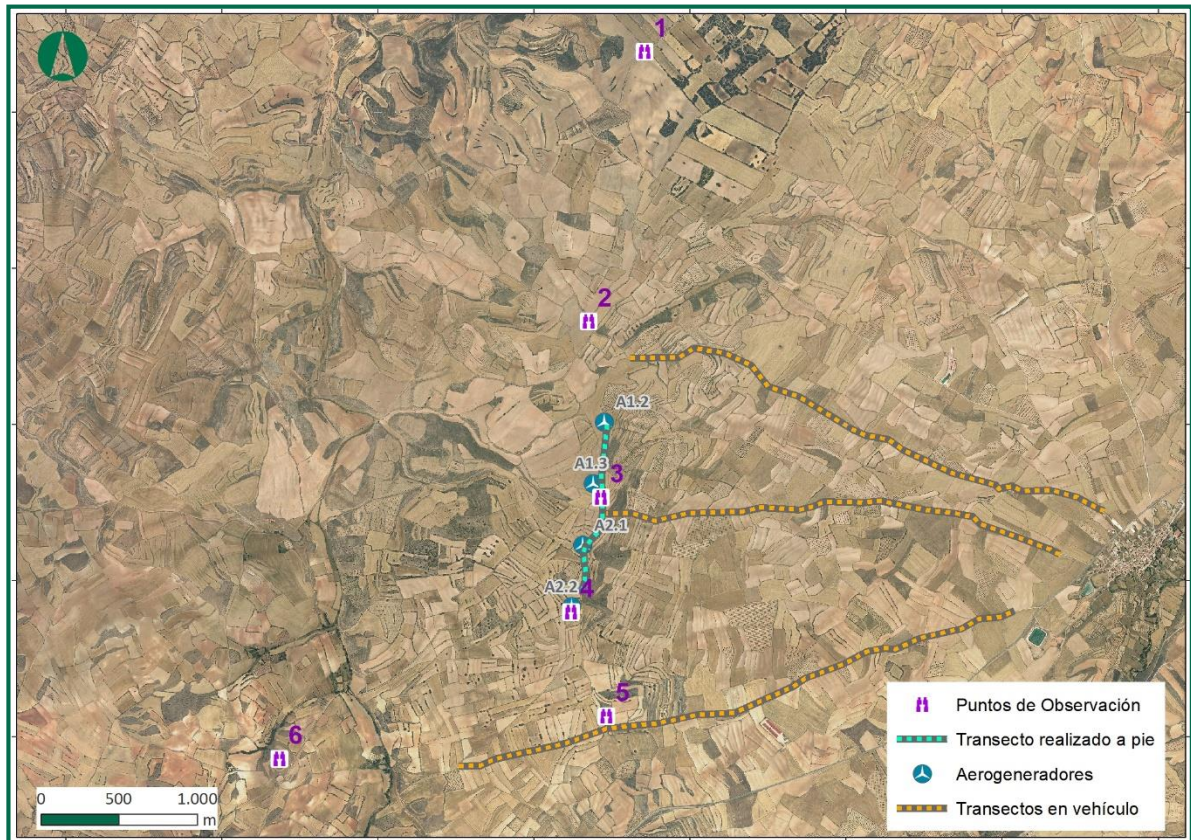 1
2
A1.2
A1.3
3
A2.1
A2.2
4
5
6
Puntos de Observación
Transecto realizado a pie
Aerogeneradores
Transectos en vehículo
0 500 1.000
m